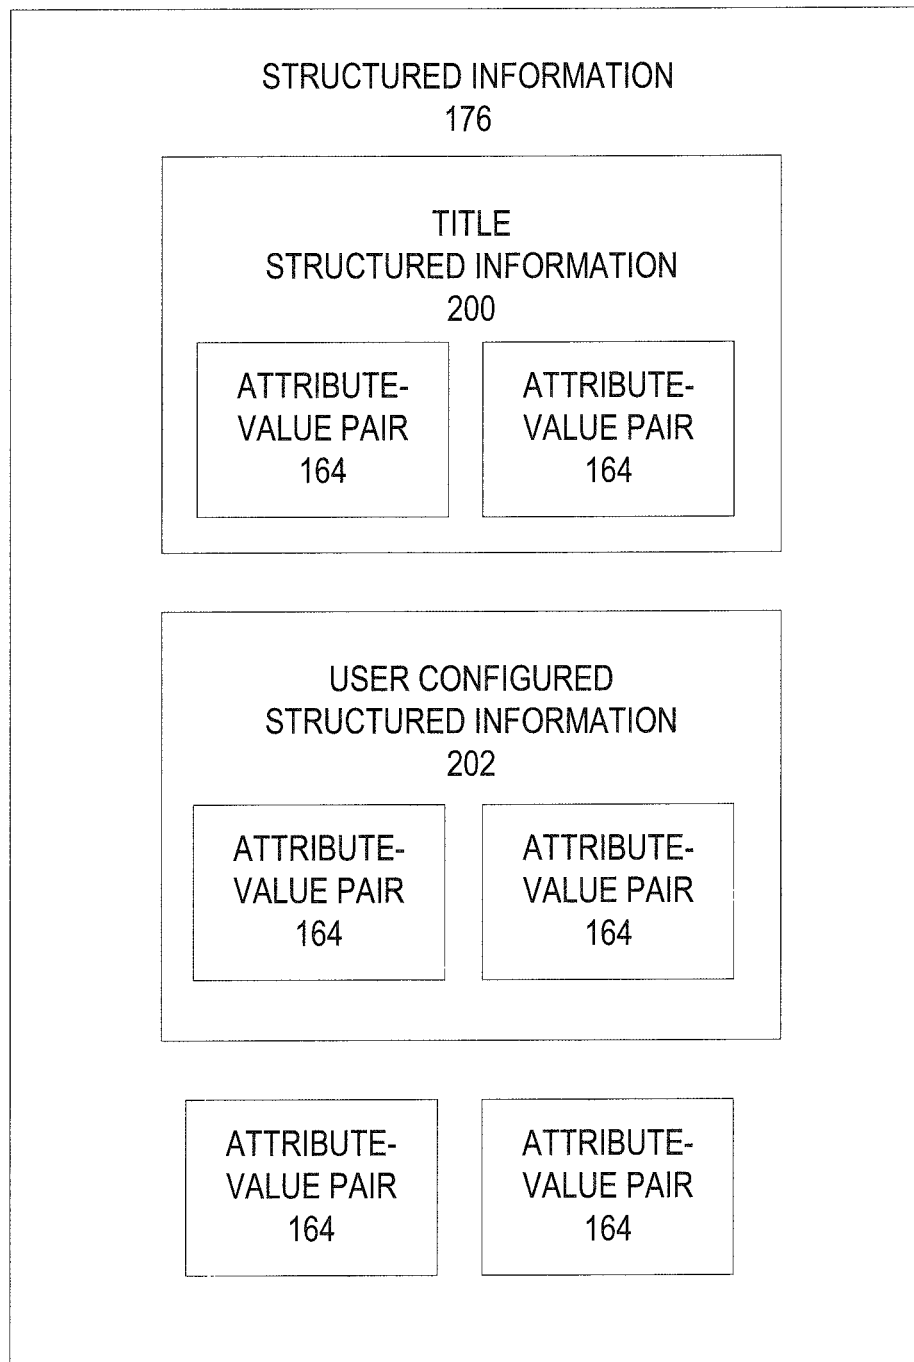 STRUCTURED INFORMATION
176
TITLE
STRUCTURED INFORMATION
200
ATTRIBUTE-
VALUE PAIR
164
ATTRIBUTE-
VALUE PAIR
164
USER CONFIGURED
STRUCTURED INFORMATION
202
ATTRIBUTE-
VALUE PAIR
164
ATTRIBUTE-
VALUE PAIR
164
ATTRIBUTE-
VALUE PAIR
164
ATTRIBUTE-
VALUE PAIR
164